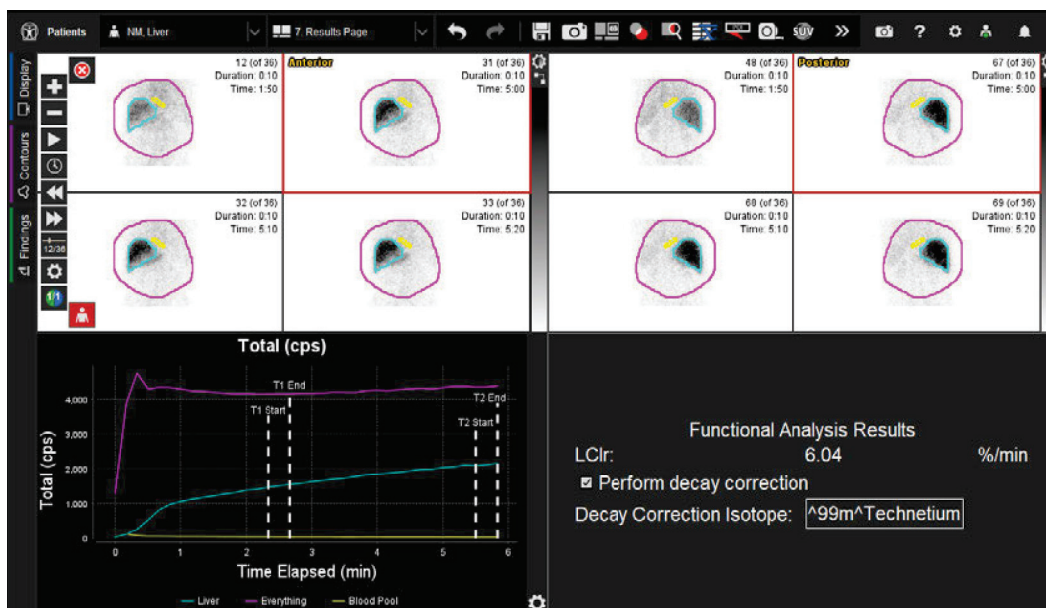 Patients
NM, Liver
7. Results Page
SUV
Display
Contours
Findings
12/36
1/1
12 (of 36)
Duration: 0:10
Time: 1:50
Anterior
31 (of 36)
Duration: 0:10
Time: 5:00
48 (of 36)
Duration: 0:10
Time: 1:50
Posterior
67 (of 36)
Duration: 0:10
Time: 5:00
32 (of 36)
Duration: 0:10
Time: 5:10
33 (of 36)
Duration: 0:10
Time: 5:20
68 (of 36)
Duration: 0:10
Time: 5:10
69 (of 36)
Duration: 0:10
Time: 5:20
Total (cps)
T1 End
T1 Start
T2 End
T2 Start
Total (cps)
4,000
3,000
2,000
1,000
0
0 1 2 3 4 5 6
Time Elapsed (min)
Liver Everything Blood Pool
Functional Analysis Results
LClr: 6.04 %/min
Perform decay correction
Decay Correction Isotope: ^99m^Technetium